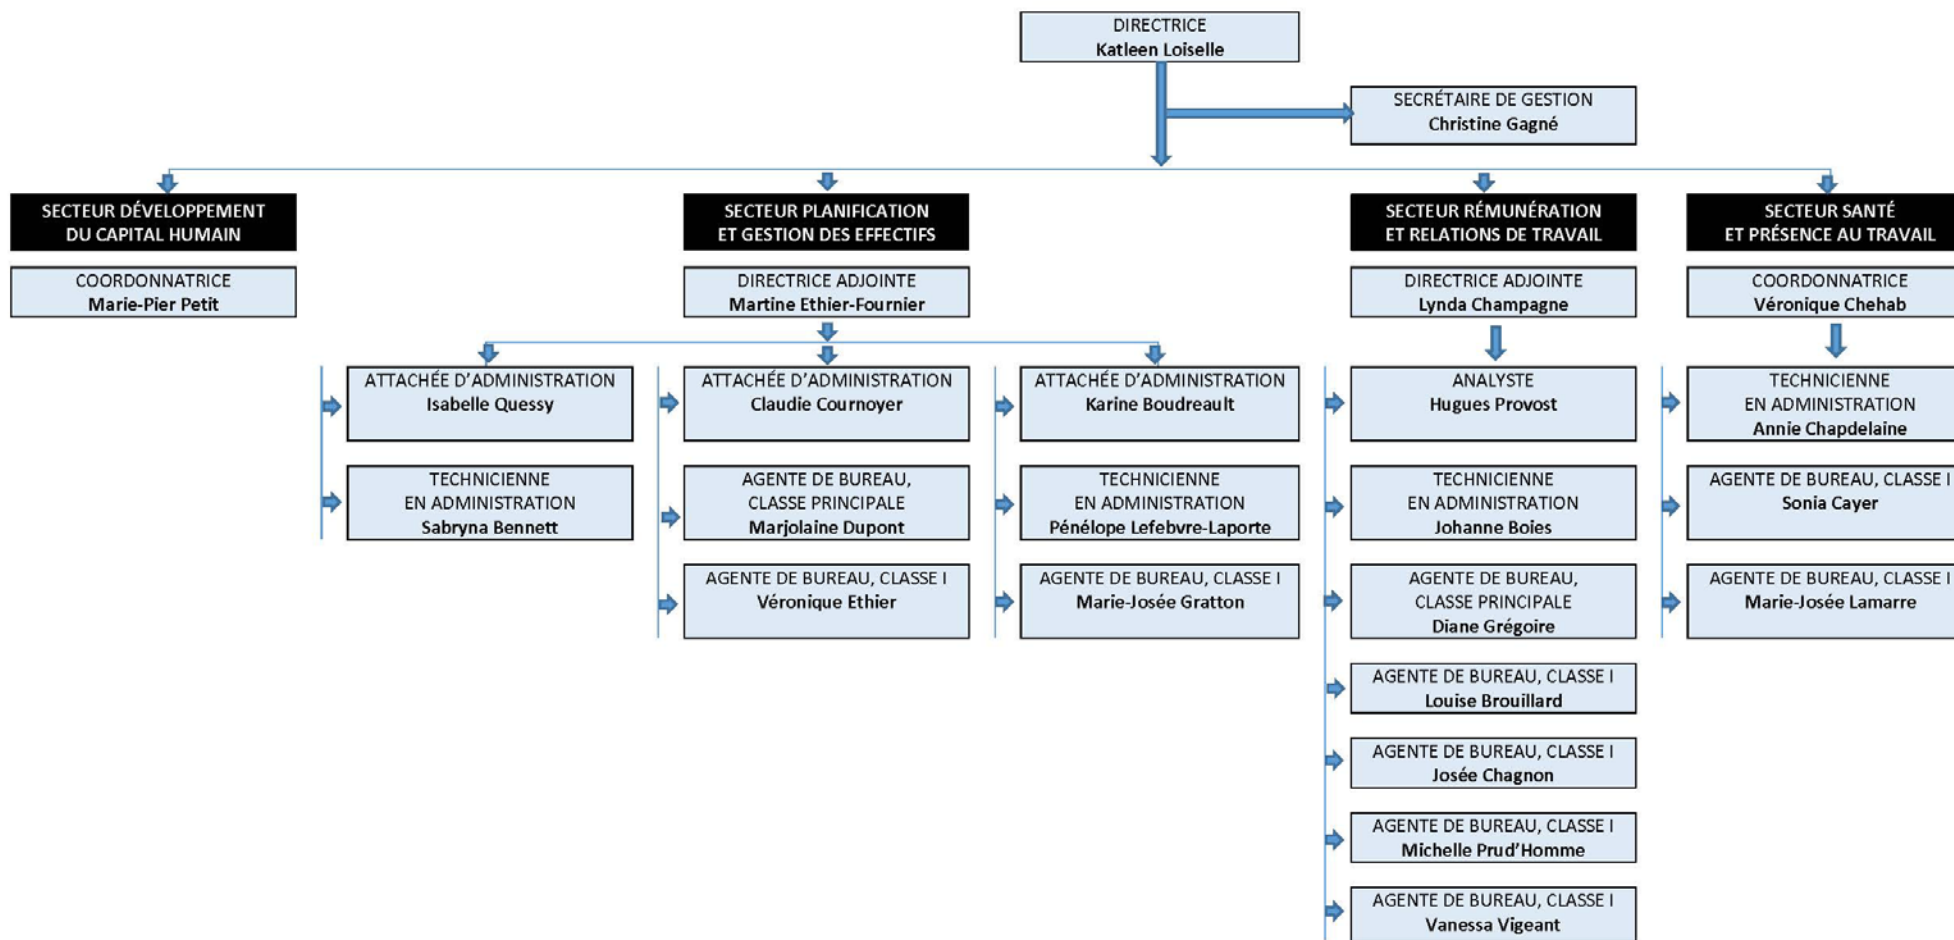 DIRECTRICE
Katleen Loiselle
SECRÉTAIRE DE GESTION
Christine Gagné
SECTEUR DÉVELOPPEMENT
DU CAPITAL HUMAIN
COORDONNATRICE
Marie-Pier Petit
SECTEUR PLANIFICATION
ET GESTION DES EFFECTIFS
DIRECTRICE ADJOINTE
Martine Ethier-Fournier
ATTACHÉE D'ADMINISTRATION
Isabelle Quessy
TECHNICIENNE
EN ADMINISTRATION
Sabryna Bennett
ATTACHÉE D'ADMINISTRATION
Claudie Cournoyer
AGENTE DE BUREAU,
CLASSE PRINCIPALE
Marjolaine Dupont
AGENTE DE BUREAU, CLASSE I
Véronique Ethier
ATTACHÉE D'ADMINISTRATION
Karine Boudreault
TECHNICIENNE
EN ADMINISTRATION
Pénélope Lefebvre-Laporte
AGENTE DE BUREAU, CLASSE I
Marie-Josée Gratton
SECTEUR RÉMUNÉRATION
ET RELATIONS DE TRAVAIL
DIRECTRICE ADJOINTE
Lynda Champagne
ANALYSTE
Hugues Provost
TECHNICIENNE
EN ADMINISTRATION
Johanne Boies
AGENTE DE BUREAU,
CLASSE PRINCIPALE
Diane Grégoire
AGENTE DE BUREAU, CLASSE I
Louise Brouillard
AGENTE DE BUREAU, CLASSE I
Josée Chagnon
AGENTE DE BUREAU, CLASSE I
Michelle Prud'Homme
AGENTE DE BUREAU, CLASSE I
Vanessa Vigeant
SECTEUR SANTÉ
ET PRÉSENCE AU TRAVAIL
COORDONNATRICE
Véronique Chehab
TECHNICIENNE
EN ADMINISTRATION
Annie Chapdelaine
AGENTE DE BUREAU, CLASSE I
Sonia Cayer
AGENTE DE BUREAU, CLASSE I
Marie-Josée Lamarre